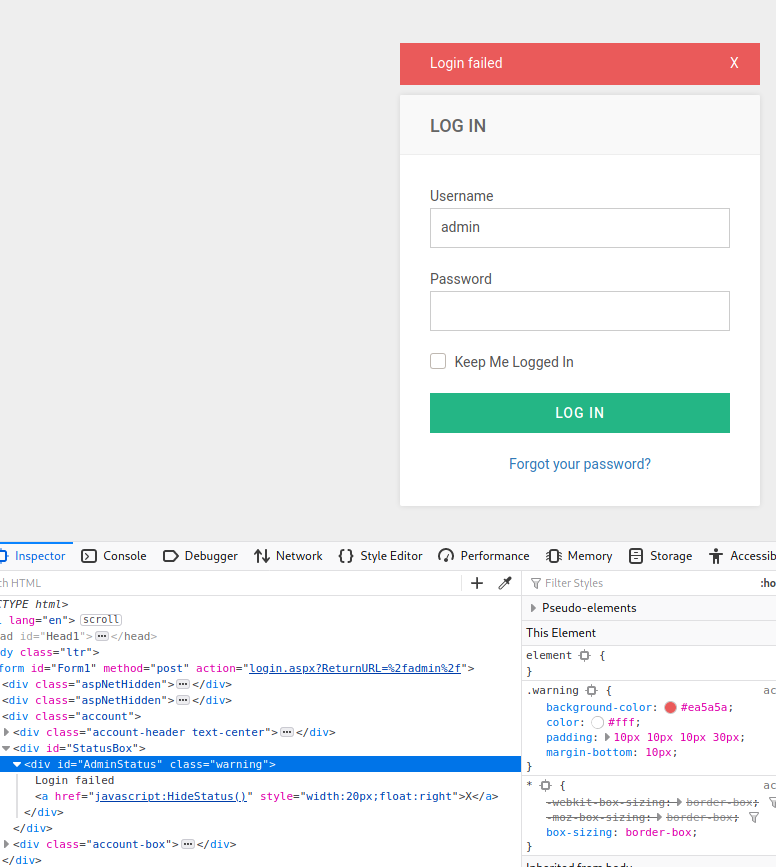 Login failed X
LOG IN
Username
admin
Password
Keep Me Logged In
LOG IN
Forgot your password?
Inspector Console Debugger Network Style Editor Performance Memory Storage Accessib
ch HTML
CTYPE html>
lang="en"> scroll
ad id="Head1"> ••• </head>
dy class="ltr">
form id="Form1" method="post" action="login.aspx?ReturnURL=%2fadmin%2f">
<div class="aspNetHidden"> ••• </div>
<div class="aspNetHidden"> ••• </div>
<div class="account">
<div class="account-header text-center"> ••• </div>
<div id="StatusBox">
<div id="AdminStatus" class="warning">
Login failed
<a href="javascript:HideStatus()" style="width:20px;float:right">X</a>
</div>
</div>
<div class="account-box"> ••• </div>
</div>
Filter Styles :ho
Pseudo-elements
This Element
element {
}
.warning { ac
background-color: #ea5a5a;
color: #fff;
padding: 10px 10px 10px 30px;
margin-bottom: 10px;
}
* { ac
-webkit-box-sizing: border-box;
-moz-box-sizing: border-box;
box-sizing: border-box;
}
Inherited from body